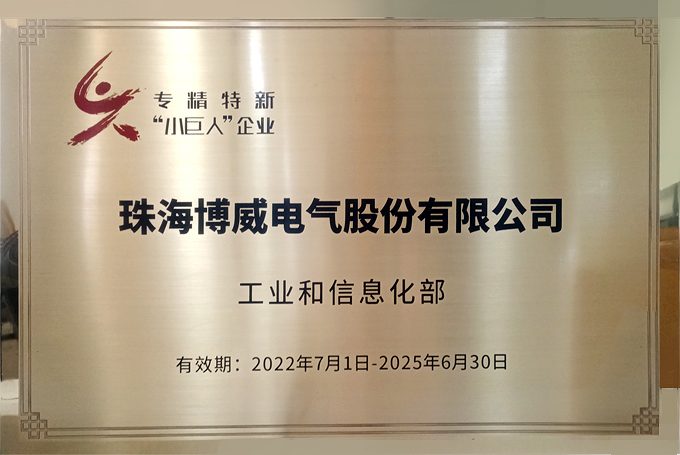 专精特新
“小巨人”企业
珠海博威电气股份有限公司
工业和信息化部
有效期：2022年7月1日-2025年6月30日